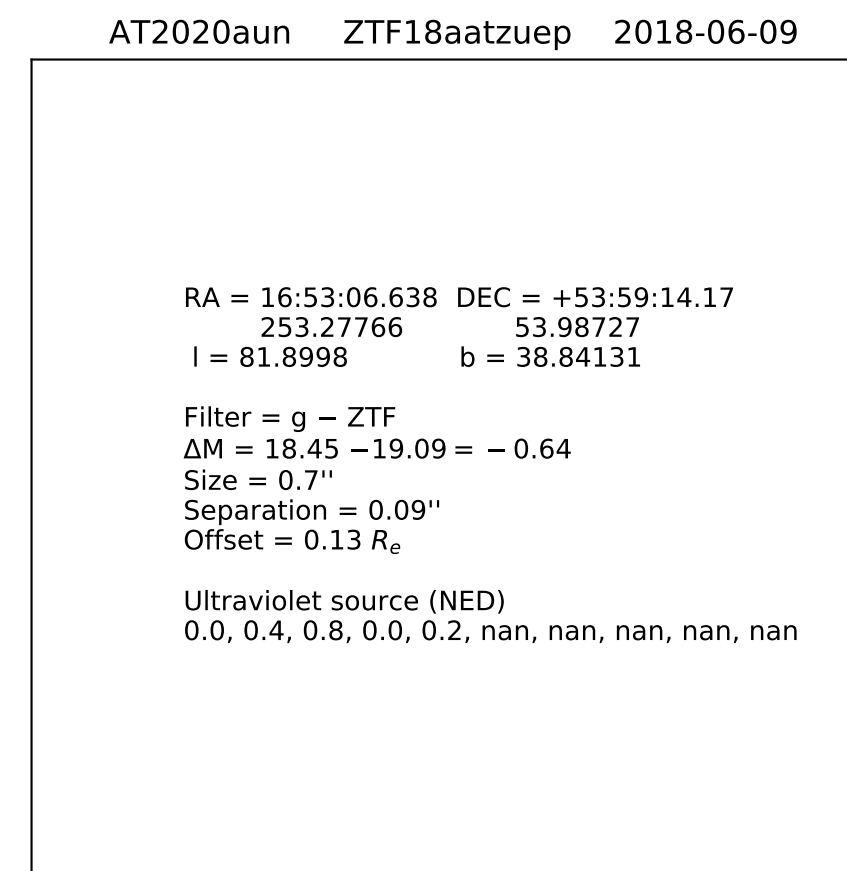 AT2020aun ZTF18aatzuep 2018-06-09
RA = 16:53:06.638 DEC = +53:59:14.17
253.27766 53.98727
l = 81.8998 b = 38.84131
Filter = g − ZTF
ΔM = 18.45 −19.09 = − 0.64
Size = 0.7''
Separation = 0.09''
Offset = 0.13 Re
Ultraviolet source (NED)
0.0, 0.4, 0.8, 0.0, 0.2, nan, nan, nan, nan, nan